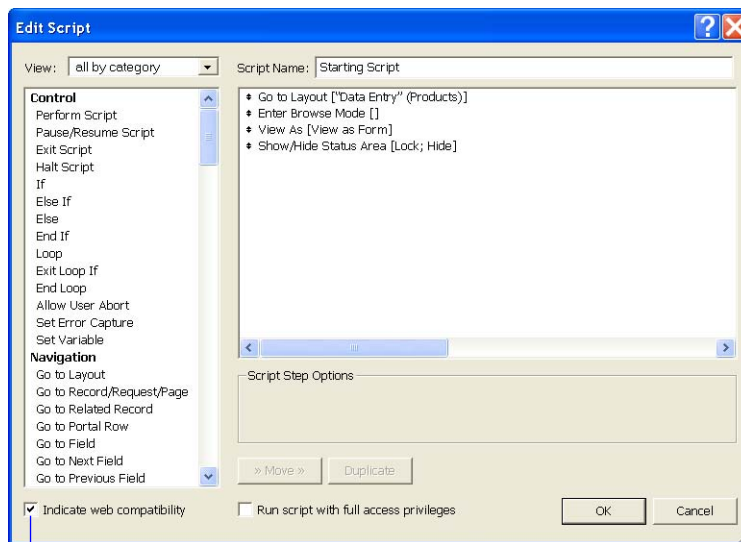 Edit Script
View: all by category
Script Name: Starting Script
Control
Perform Script
Pause/Resume Script
Exit Script
Halt Script
If
Else If
Else
End If
Loop
Exit Loop If
End Loop
Allow User Abort
Set Error Capture
Set Variable
Navigation
Go to Layout
Go to Record/Request/Page
Go to Related Record
Go to Portal Row
Go to Field
Go to Next Field
Go to Previous Field
Go to Layout ["Data Entry" (Products)]
Enter Browse Mode []
View As [View as Form]
Show/Hide Status Area [Lock; Hide]
Script Step Options
» Move »
Duplicate
Indicate web compatibility
Run script with full access privileges
OK
Cancel